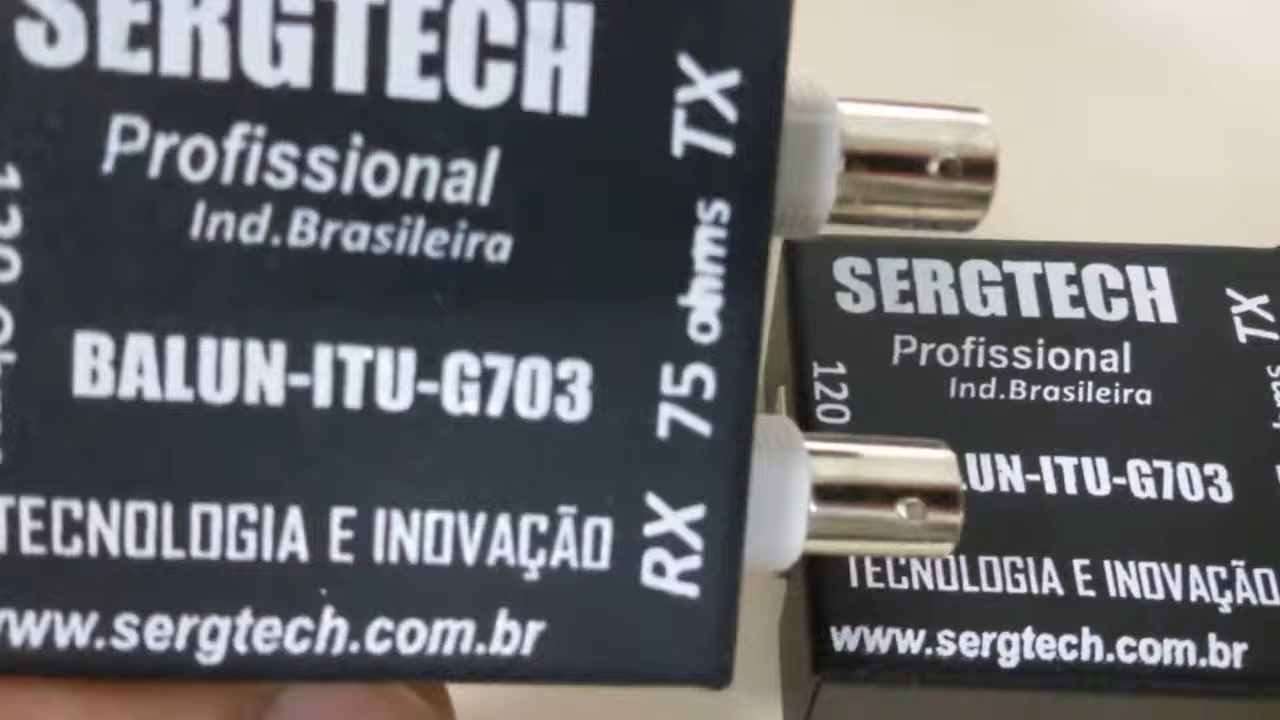 SERGTECH
Profissional
Ind.Brasileira
BALUN-ITU-G703
TECNOLOGIA E INOVAÇÃO
www.sergtech.com.br
RX 75 ohms TX
120
SERGTECH
Profissional
Ind.Brasileira
120
UN-ITU-G703
TECNOLOGIA E INOVAÇÃO
www.sergtech.com.br
TX